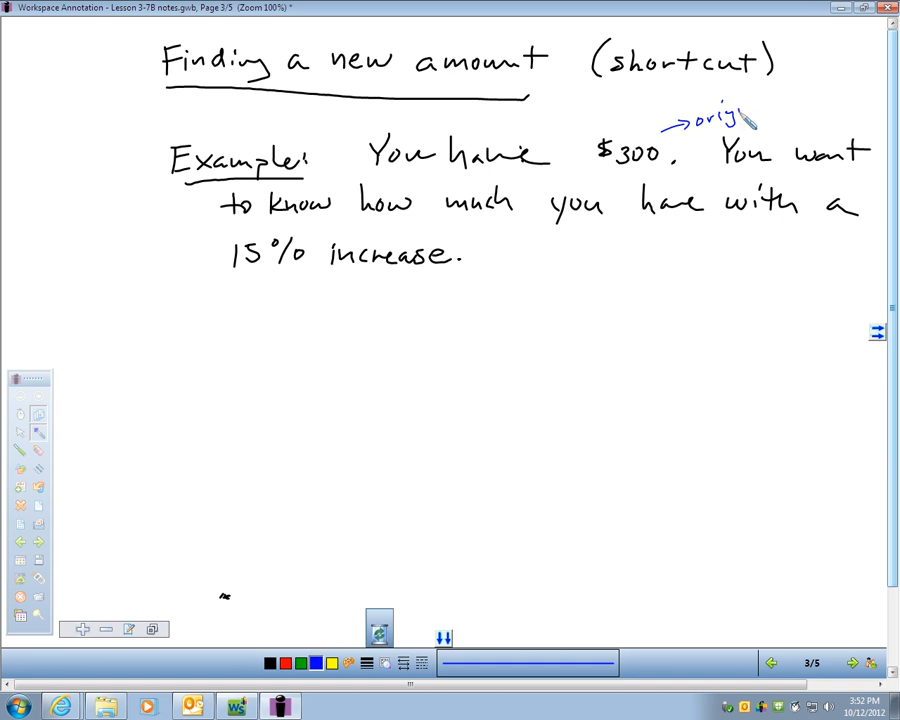 Workspace Annotation - Lesson 3-7B notes.gwb, Page 3/5 (Zoom 100%) *
Finding a new amount (shortcut)
orig
Example: You have $300. You want
to know how much you have with a
15% increase.
3/5
3:52 PM
10/12/2012